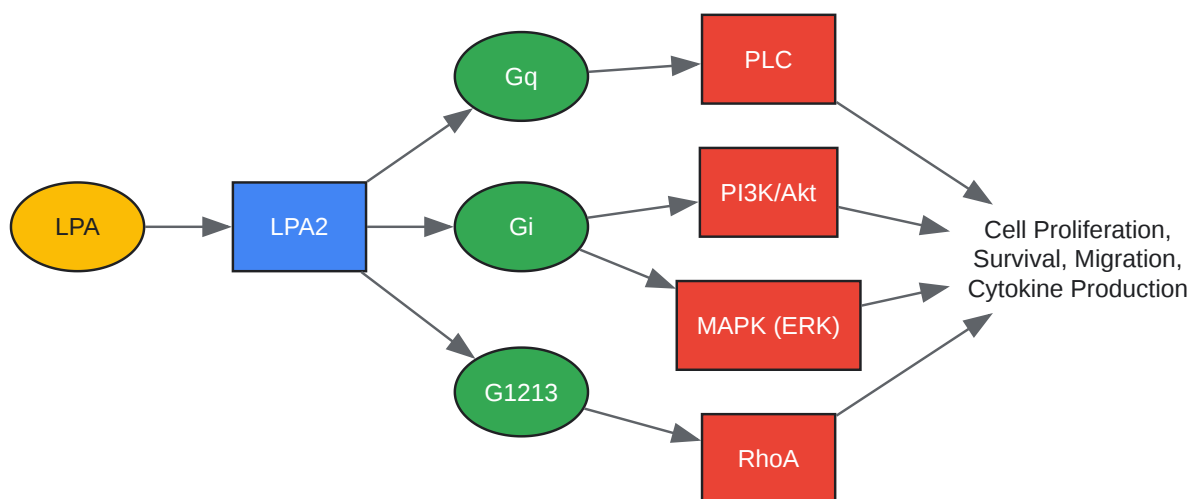 LPA
LPA2
Gq
Gi
G1213
PLC
PI3K/Akt
MAPK (ERK)
RhoA
Cell Proliferation,
Survival, Migration,
Cytokine Production